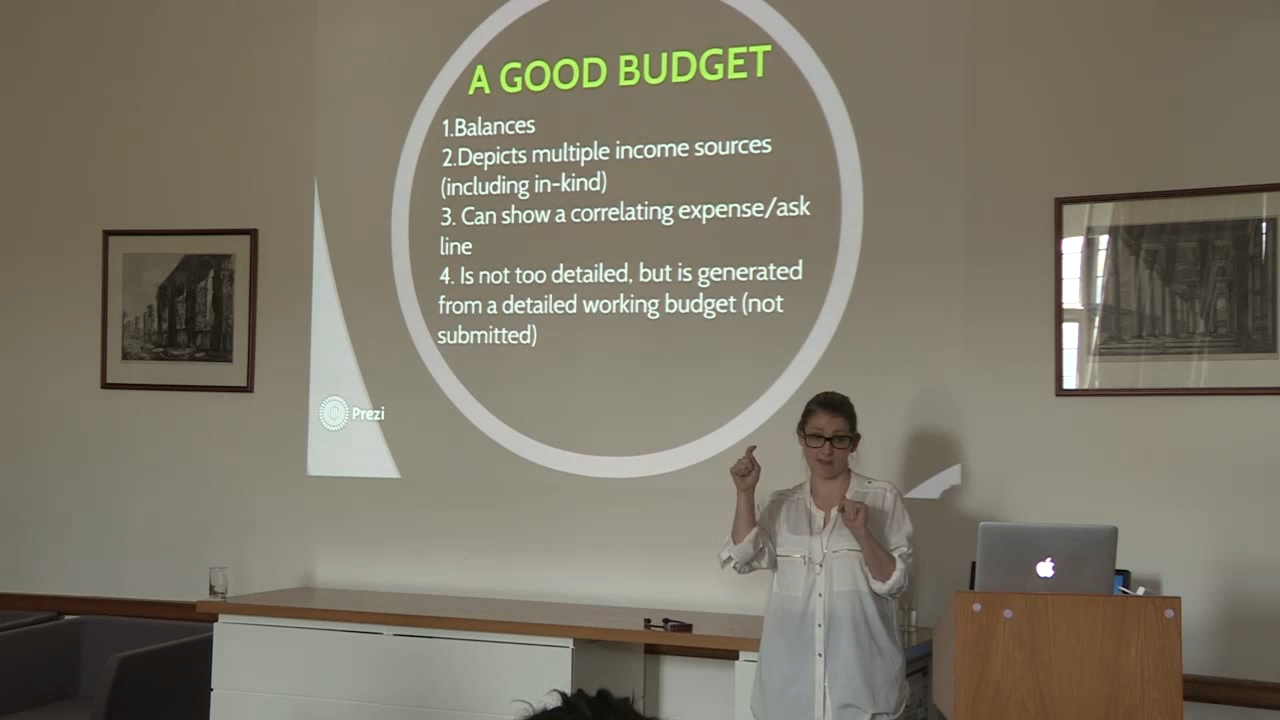 A GOOD BUDGET
1.Balances
2.Depicts multiple income sources
(including in-kind)
3. Can show a correlating expense/ask
line
4. Is not too detailed, but is generated
from a detailed working budget (not
submitted)
Prezi